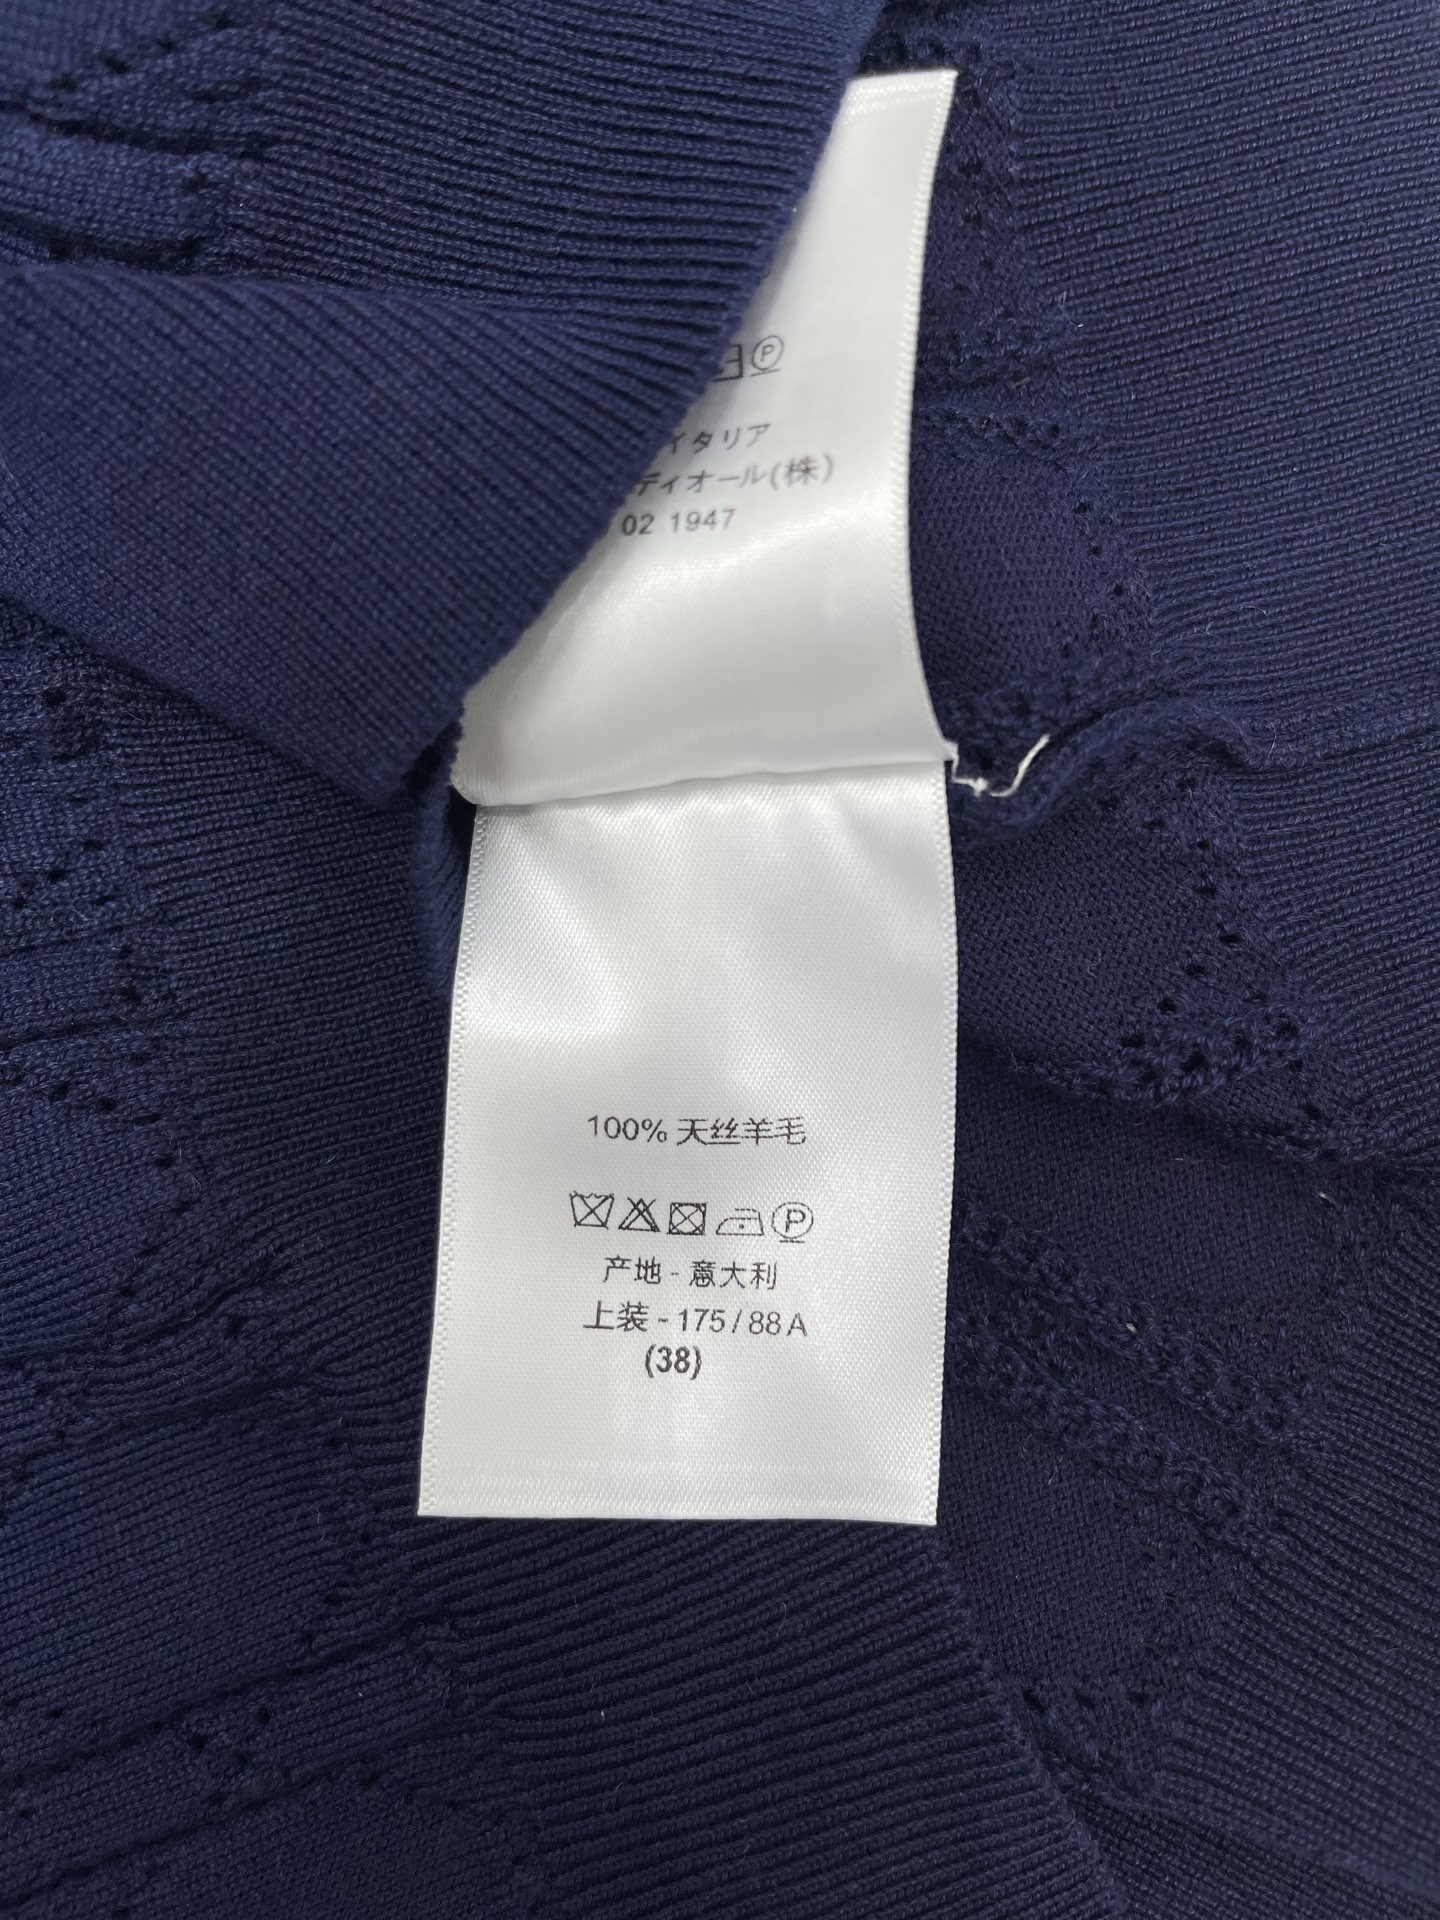 イタリア
ディオール(株)
02 1947
100% 天丝羊毛
P
产地 - 意大利
上装 - 175 / 88 A
(38)